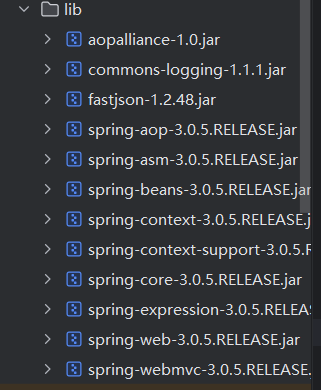 lib
aopalliance-1.0.jar
commons-logging-1.1.1.jar
fastjson-1.2.48.jar
spring-aop-3.0.5.RELEASE.jar
spring-asm-3.0.5.RELEASE.jar
spring-beans-3.0.5.RELEASE.jar
spring-context-3.0.5.RELEASE.j
spring-context-support-3.0.5.R
spring-core-3.0.5.RELEASE.jar
spring-expression-3.0.5.RELEA
spring-web-3.0.5.RELEASE.jar
spring-webmvc-3.0.5.RELEASE.jar